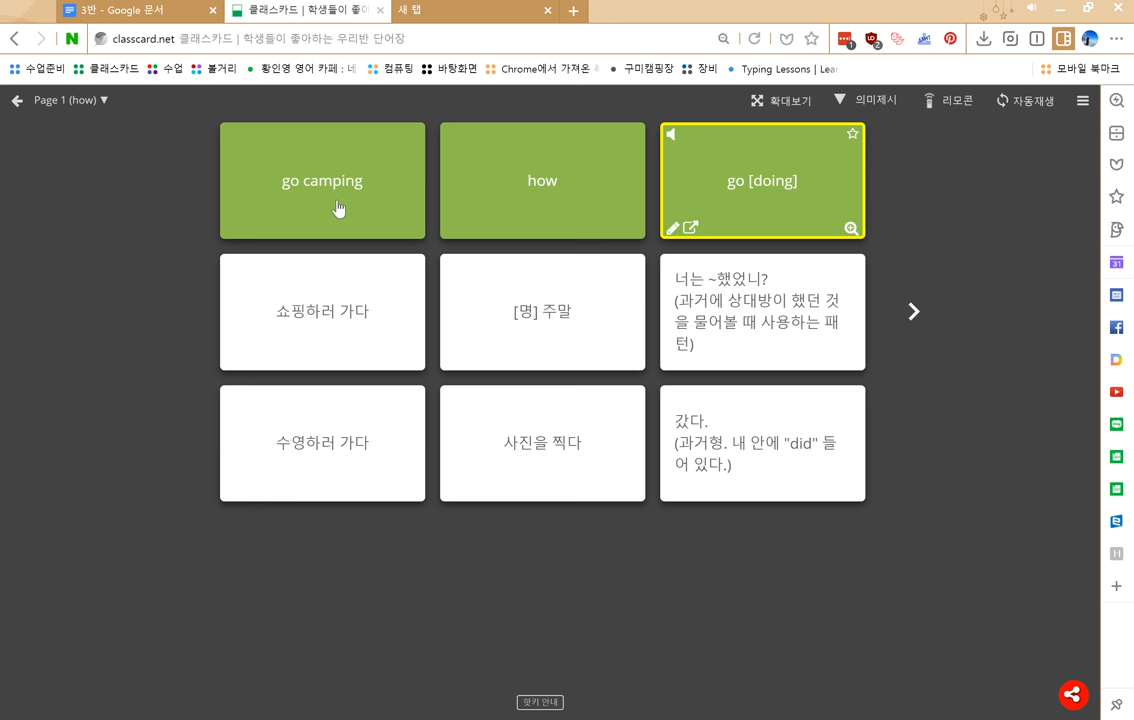 3반 - Google 문서
클래스카드 | 학생들이 좋아
새 탭
classcard.net 클래스카드 | 학생들이 좋아하는 우리반 단어장
수업준비 클래스카드 수업 볼거리 황인영 영어 카페 : 네 컴퓨팅 바탕화면 Chrome에서 가져온 구미캠핑장 장비 Typing Lessons | Lear 모바일 북마크
Page 1 (how) ▼
확대보기 의미제시 리모콘 자동재생
go camping
how
go [doing]
쇼핑하러 가다
[명] 주말
너는 ~했었니?
(과거에 상대방이 했던 것
을 물어볼 때 사용하는 패
턴)
수영하러 가다
사진을 찍다
갔다.
(과거형. 내 안에 "did" 들
어 있다.)
핫키 안내